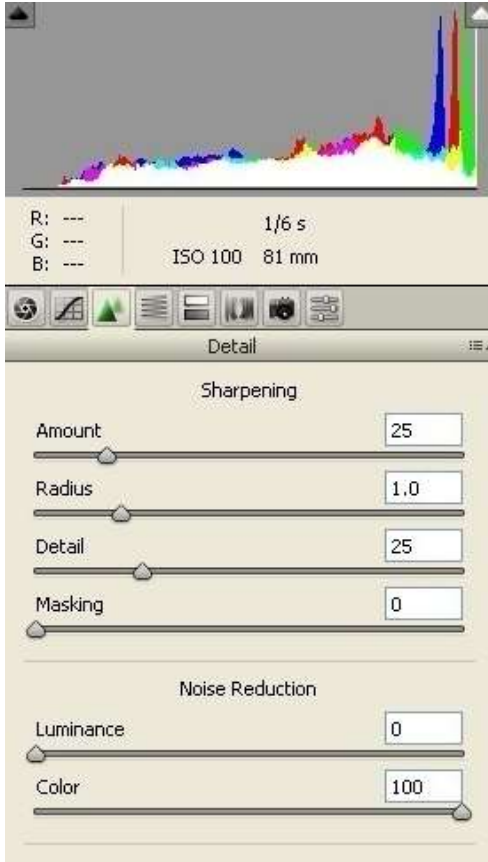 R: ---
G: ---
B: ---
1/6 s
ISO 100 81 mm
Detail
Sharpening
Amount 25
Radius 1.0
Detail 25
Masking 0
Noise Reduction
Luminance 0
Color 100